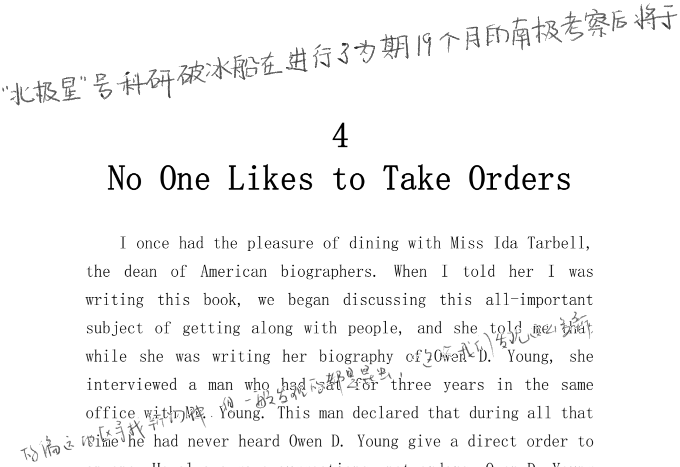 "北极星"号科研破冰船在进行了为期19个月的南极考察后将于
4
No One Likes to Take Orders
I once had the pleasure of dining with Miss Ida Tarbell,
the dean of American biographers. When I told her I was
writing this book, we began discussing this all-important
subject of getting along with people, and she told me
while she was writing her biography of Owen D. Young, she
interviewed a man who had sat for three years in the same
office with Mr. Young. This man declared that during all that
time he had never heard Owen D. Young give a direct order to